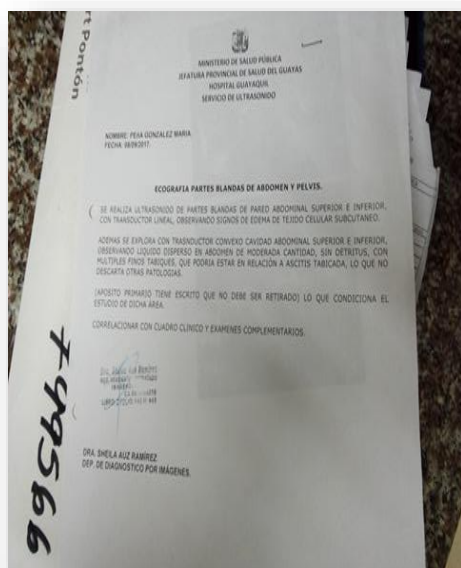 rt Pontón
MINISTERIO DE SALUD PÚBLICA
JEFATURA PROVINCIAL DE SALUD DEL GUAYAS
HOSPITAL GUAYAQUIL
SERVICIO DE ULTRASONIDO
NOMBRE: PEÑA GONZALEZ MARIA
FECHA: 08/09/2017.
ECOGRAFIA PARTES BLANDAS DE ABDOMEN Y PELVIS.
SE REALIZA ULTRASONIDO DE PARTES BLANDAS DE PARED ABDOMINAL SUPERIOR E INFERIOR,
CON TRANSDUCTOR LINEAL, OBSERVANDO SIGNOS DE EDEMA DE TEJIDO CELULAR SUBCUTANEO.
ADEMAS SE EXPLORA CON TRASNDUCTOR CONVEXO CAVIDAD ABDOMINAL SUPERIOR E INFERIOR,
OBSERVANDO LIQUIDO DISPERSO EN ABDOMEN DE MODERADA CANTIDAD, SIN DETRITUS, CON
MULTIPLES FINOS TABIQUES, QUE PODRIA ESTAR EN RELACIÓN A ASCITIS TABICADA, LO QUE NO
DESCARTA OTRAS PATOLOGIAS.
(APOSITO PRIMARIO TIENE ESCRITO QUE NO DEBE SER RETIRADO) LO QUE CONDICIONA EL
ESTUDIO DE DICHA ÁREA.
CORRELACIONAR CON CUADRO CLÍNICO Y EXAMENES COMPLEMENTARIOS.
DRA. SHEILA AUZ RAMÍREZ
DEP. DE DIAGNOSTICO POR IMÁGENES.
749566